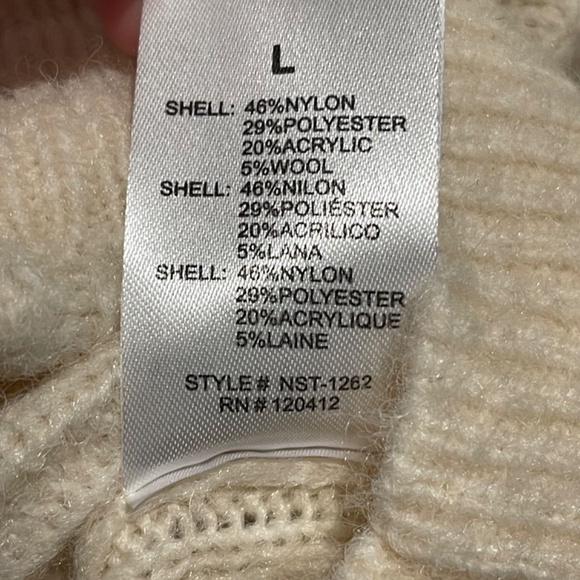 L
SHELL: 46%NYLON
29%POLYESTER
20%ACRYLIC
5%WOOL
SHELL: 46%NILON
29%POLIÉSTER
20%ACRILICO
5%LANA
SHELL: 46%NYLON
29%POLYESTER
20%ACRYLIQUE
5%LAINE
STYLE# NST-1262
RN#120412